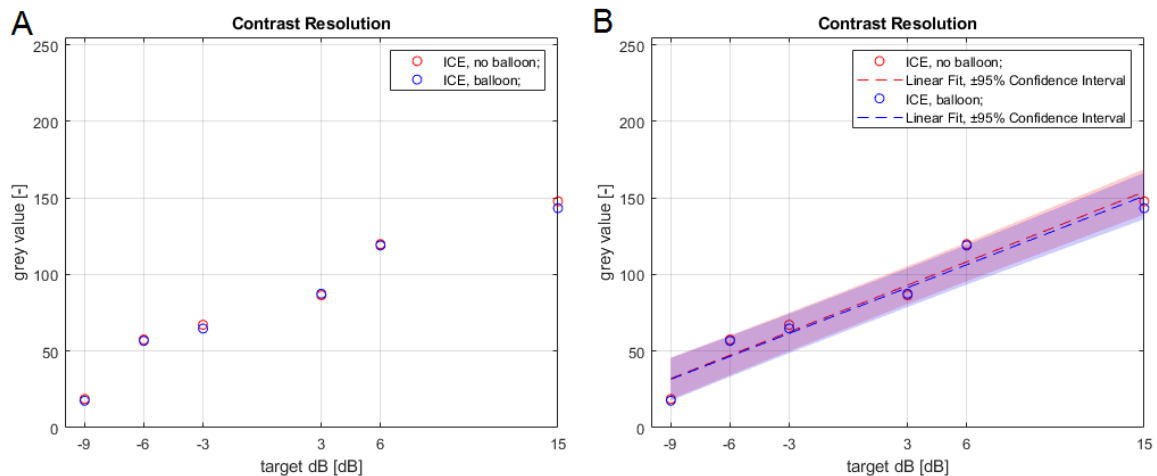 A
Contrast Resolution
250
200
150
100
50
0
grey value [-]
ICE, no balloon;
ICE, balloon;
-9 -6 -3 3 6 15
target dB [dB]
B
Contrast Resolution
250
200
150
100
50
0
grey value [-]
ICE, no balloon;
Linear Fit, ±95% Confidence Interval
ICE, balloon;
Linear Fit, ±95% Confidence Interval
-9 -6 -3 3 6 15
target dB [dB]